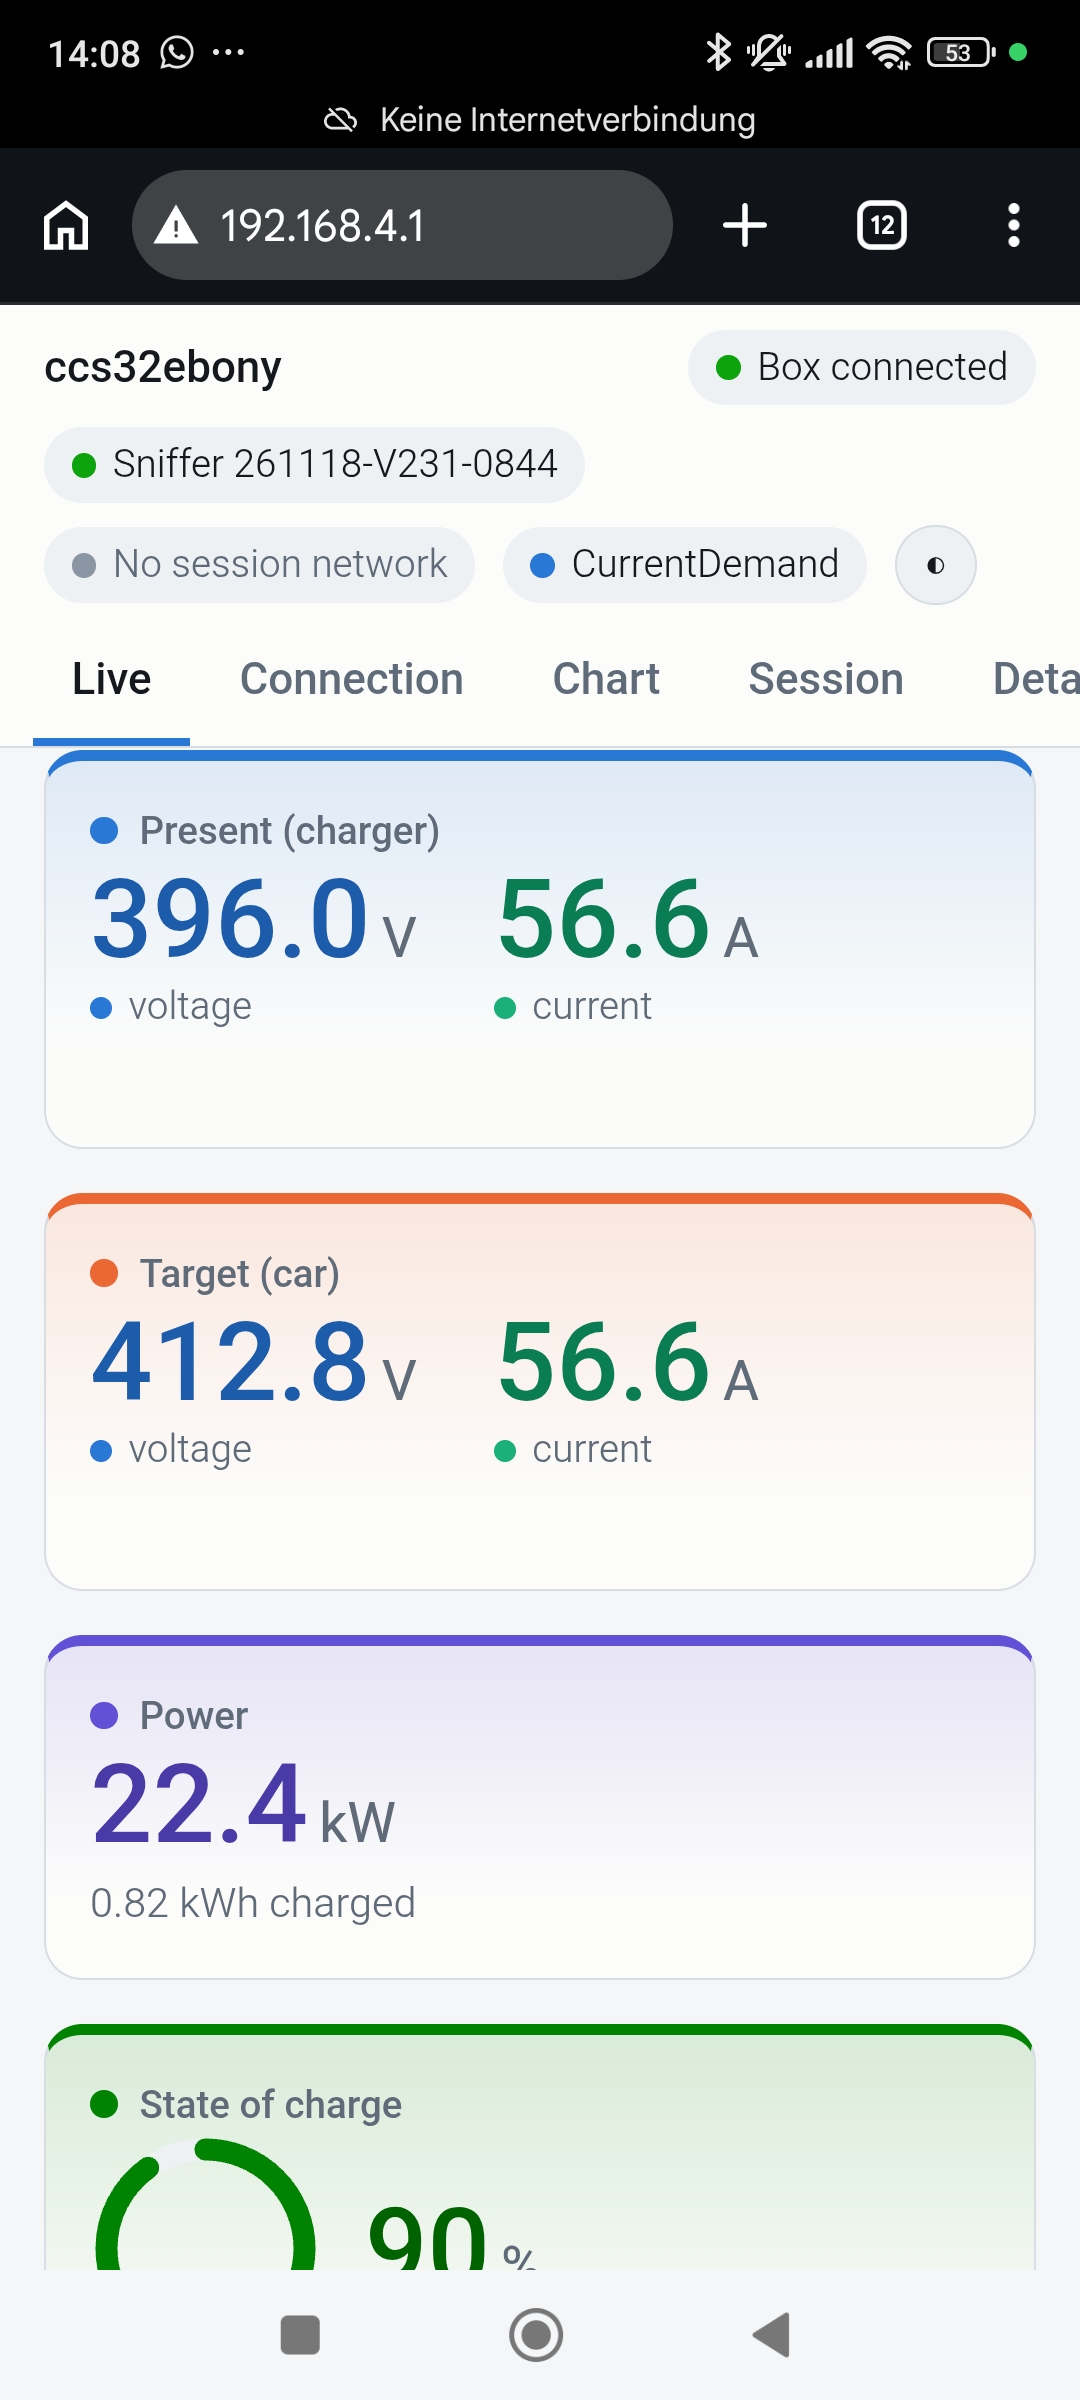 14:08 53
Keine Internetverbindung
192.168.4.1 12
ccs32ebony Box connected
Sniffer 261118-V231-0844
No session network CurrentDemand
Live Connection Chart Session Deta
Present (charger)
396.0 V 56.6 A
voltage current
Target (car)
412.8 V 56.6 A
voltage current
Power
22.4 kW
0.82 kWh charged
State of charge
90 %